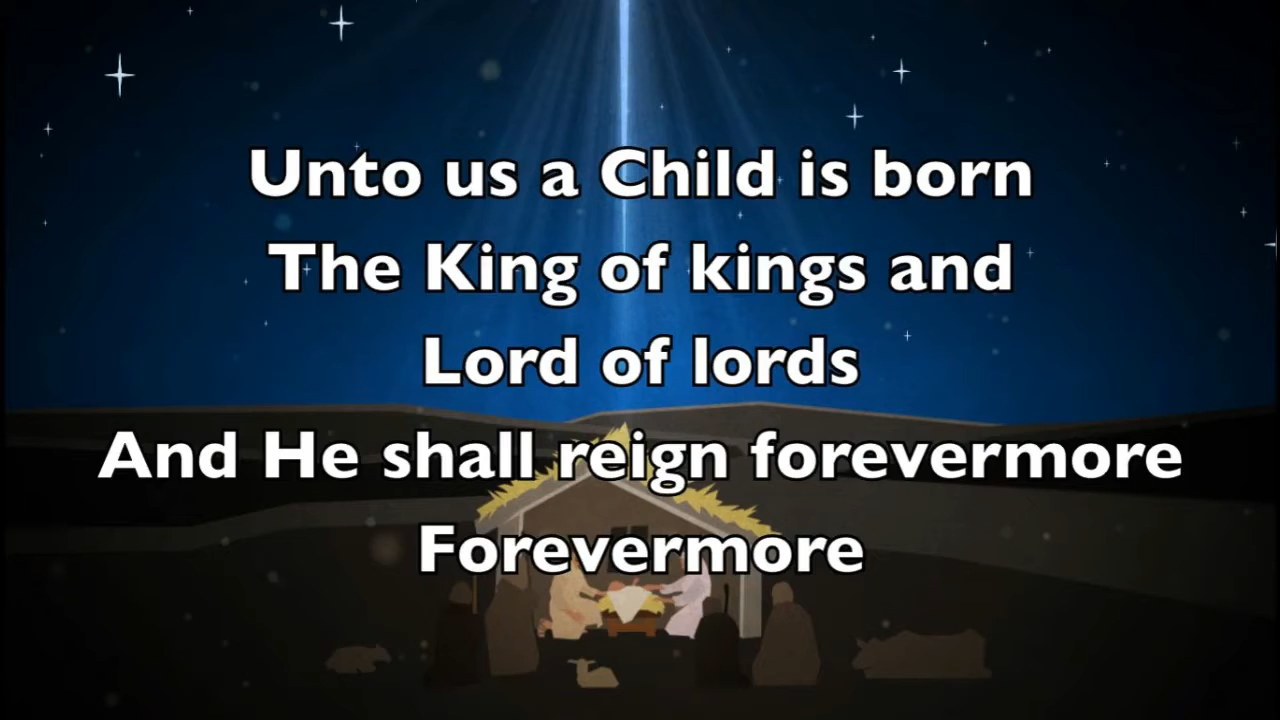 Unto us a Child is born
The King of kings and
Lord of lords
And He shall reign forevermore
Forevermore